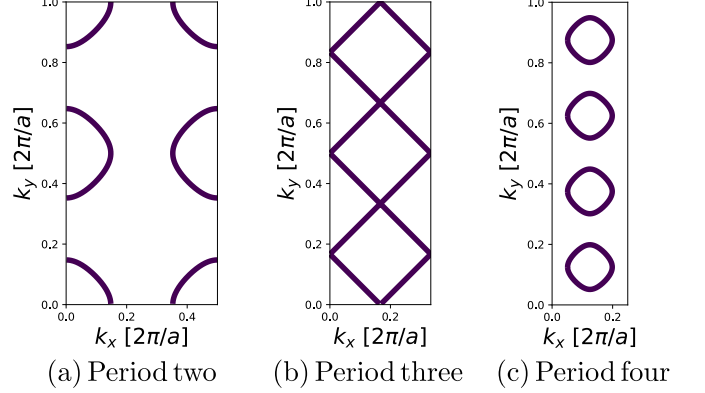 1.0
0.8
0.6
0.4
0.2
0.0
0.0 0.4
k_y [2π/a]
k_x [2π/a]
(a) Period two
1.0
0.8
0.6
0.4
0.2
0.0
0.0 0.2
k_y [2π/a]
k_x [2π/a]
(b) Period three
1.0
0.8
0.6
0.4
0.2
0.0
0.0 0.2
k_y [2π/a]
k_x [2π/a]
(c) Period four